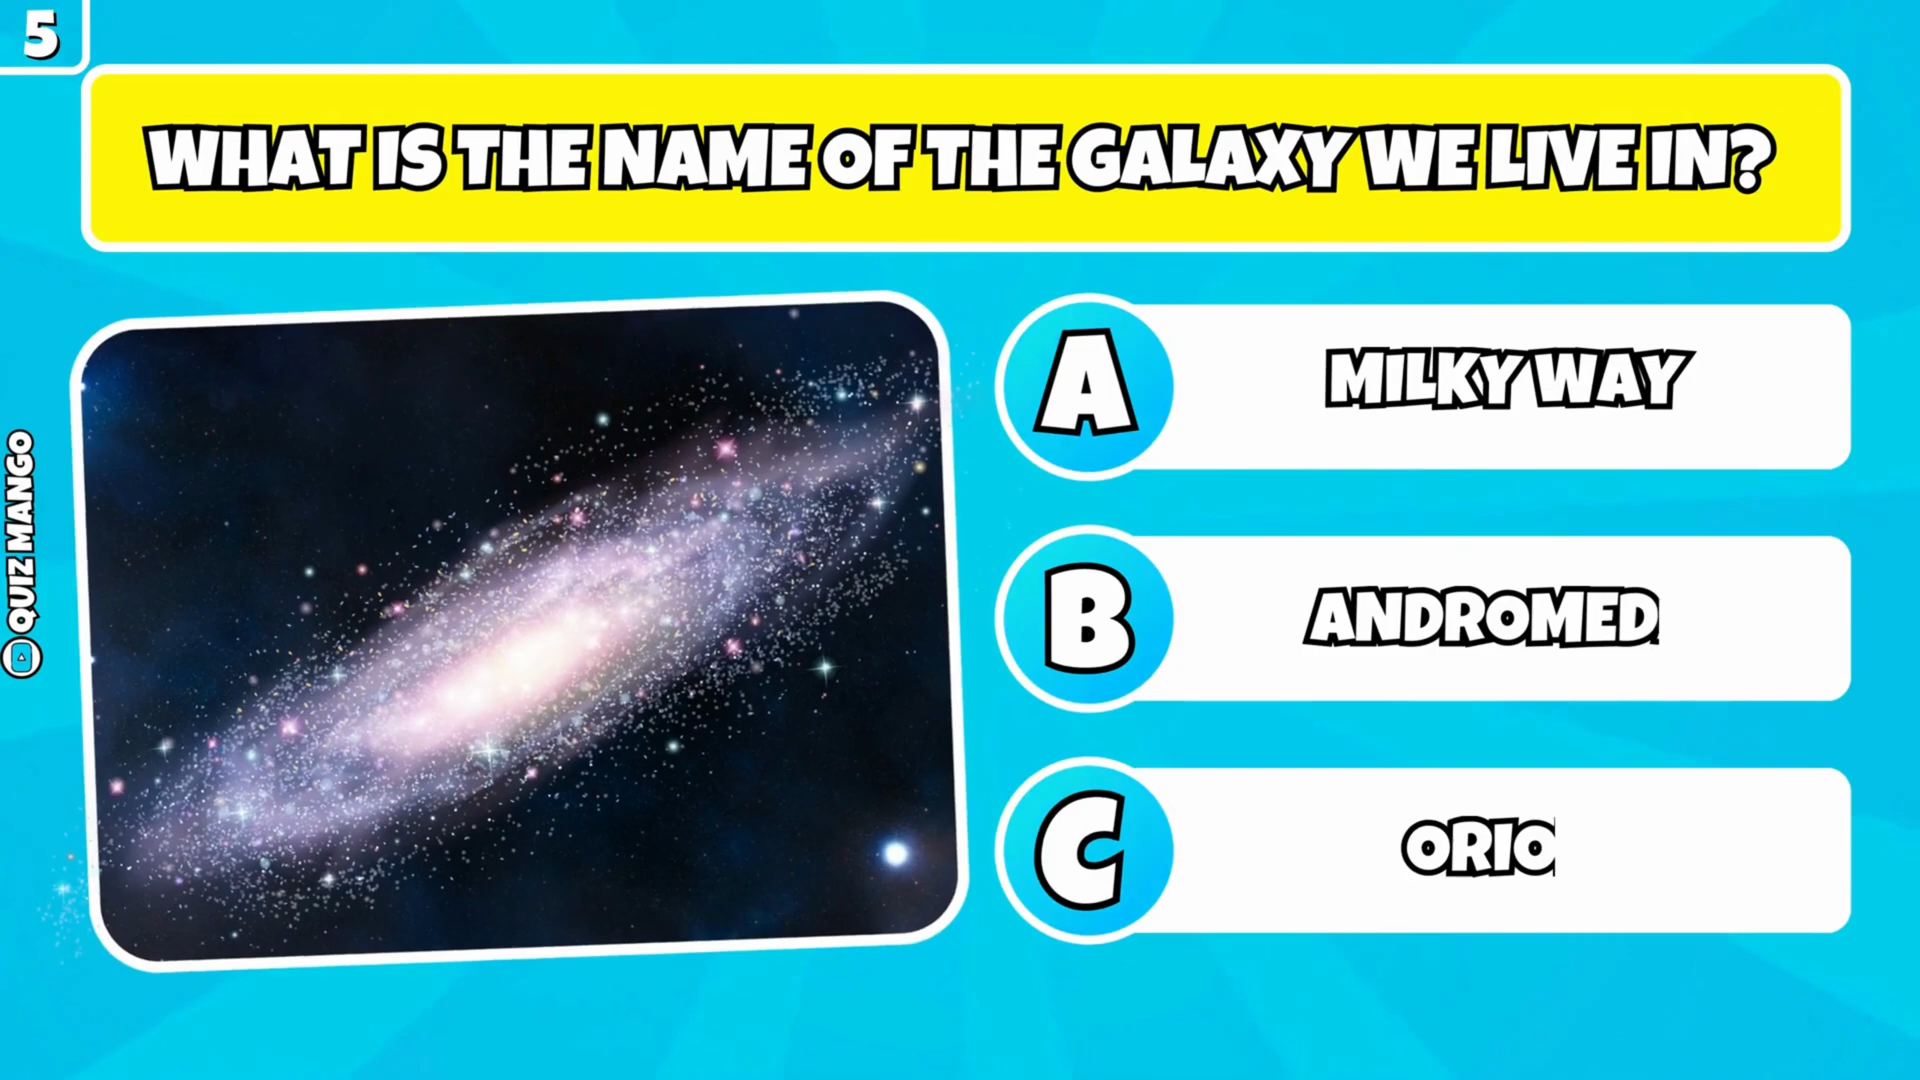 5
WHAT IS THE NAME OF THE GALAXY WE LIVE IN?
A
MILKY WAY
B
ANDROMED
C
ORIO
QUIZ MANGO